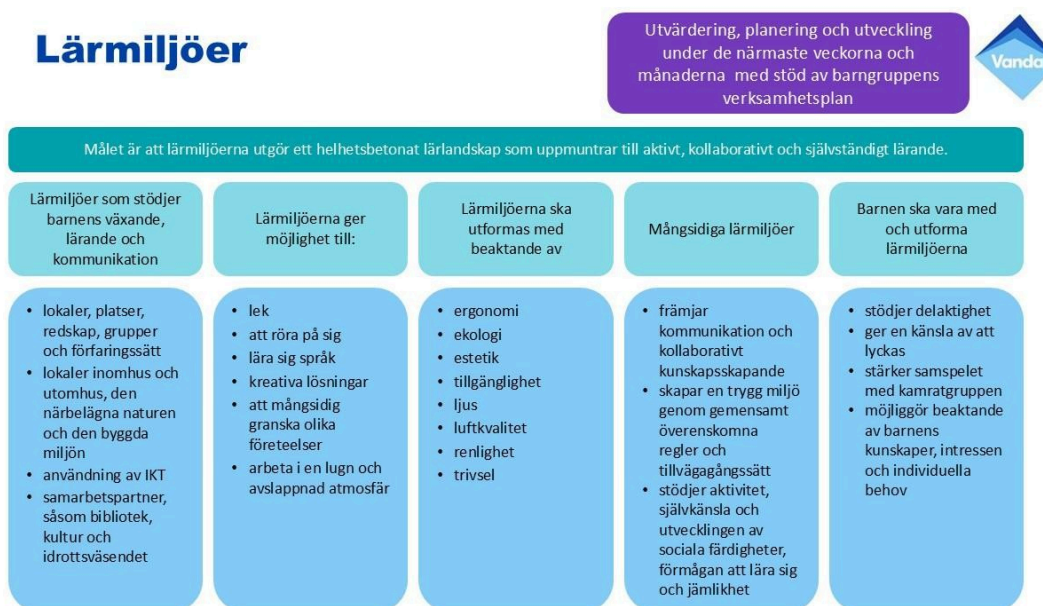 Lärmiljöer
Utvärdering, planering och utveckling
under de närmaste veckorna och
månaderna med stöd av barngruppens
verksamhetsplan
Vanda
Målet är att lärmiljöerna utgör ett helhetsbetonat lärlandskap som uppmuntrar till aktivt, kollaborativt och självständigt lärande.
Lärmiljöer som stödjer
barnens växande,
lärande och
kommunikation
• lokaler, platser,
redskap, grupper
och förfaringssätt
• lokaler inomhus och
utomhus, den
närbelägna naturen
och den byggda
miljön
• användning av IKT
• samarbetspartner,
såsom bibliotek,
kultur och
idrottsväsendet
Lärmiljöerna ger
möjlighet till:
• lek
• att röra på sig
• lära sig språk
• kreativa lösningar
• att mångsidig
granska olika
företeelser
• arbeta i en lugn och
avslappnad atmosfär
Lärmiljöerna ska
utformas med
beaktande av
• ergonomi
• ekologi
• estetik
• tillgänglighet
• ljus
• luftkvalitet
• renlighet
• trivsel
Mångsidiga lärmiljöer
• främjar
kommunikation och
kollaborativt
kunskapsskapande
• skapar en trygg miljö
genom gemensamt
överenskomna
regler och
tillvägagångssätt
• stödjer aktivitet,
självkänsla och
utvecklingen av
sociala färdigheter,
förmågan att lära sig
och jämlikhet
Barnen ska vara med
och utforma
lärmiljöerna
• stödjer delaktighet
• ger en känsla av att
lyckas
• stärker samspelet
med kamratgruppen
• möjliggör beaktande
av barnens
kunskaper, intressen
och individuella
behov